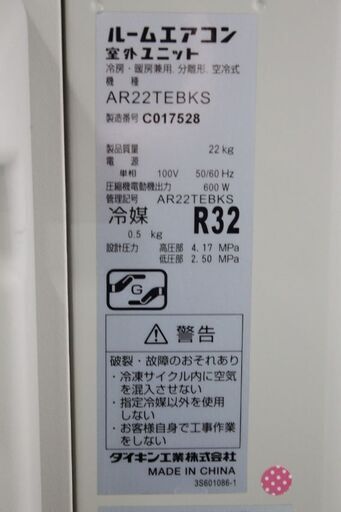 ルームエアコン
室外ユニット
冷房・暖房兼用, 分離形, 空冷式
機 種
AR22TEBKS
製造番号 C017528
製品質量 22 kg
電 源
単相 100V 50/60 Hz
圧縮機電動機出力 600 W
管理記号 AR22TEBKS
冷媒 R32
0.5 kg
設計圧力 高圧部 4.17 MPa
低圧部 2.50 MPa
G
警告
破裂・故障のおそれあり
・冷凍サイクル内に空気
を混入させない
・指定冷媒以外を使用
しない
・お客様自身で工事作業
をしない
ダイキン工業株式会社
MADE IN CHINA
3S601086-1